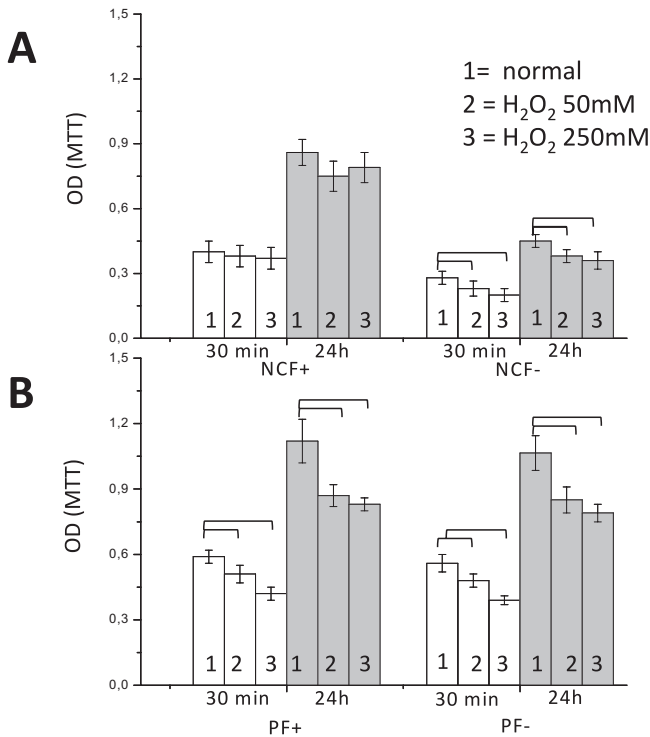 A
1,5
1,2
0,9
0,6
0,3
0,0
OD (MTT)
1= normal
2 = H₂O₂ 50mM
3 = H₂O₂ 250mM
1 2 3 1 2 3 1 2 3 1 2 3
30 min 24h 30 min 24h
NCF+ NCF-
B
1,5
1,2
0,9
0,6
0,3
0,0
OD (MTT)
1 2 3 1 2 3 1 2 3 1 2 3
30 min 24h 30 min 24h
PF+ PF-